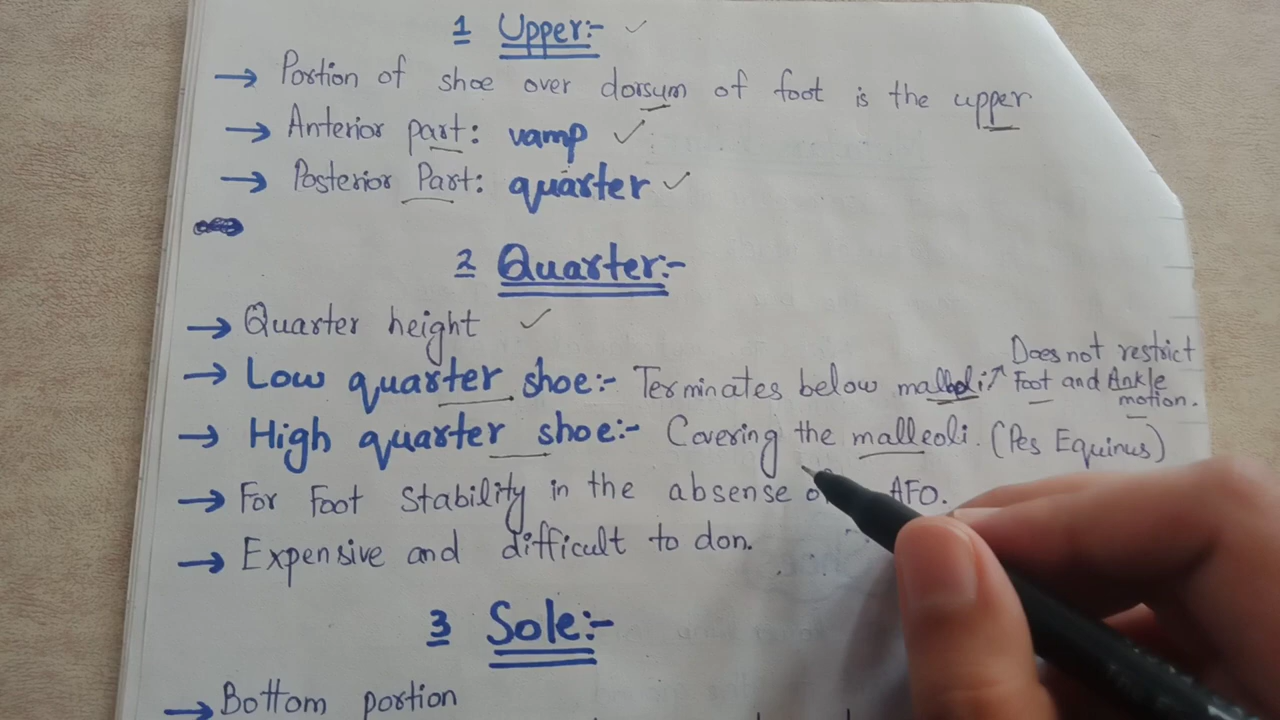 1 Upper:-
→ Portion of shoe over dorsum of foot is the upper
→ Anterior part: vamp ✓
→ Posterior Part: quarter ✓
2 Quarter:-
→ Quarter height ✓
→ Low quarter shoe:- Terminates below malleoli ↗ Does not restrict
Foot and Ankle
motion.
→ High quarter shoe:- Covering the malleoli. (Pes Equinus)
→ For Foot stability in the absense AFO.
→ Expensive and difficult to don.
3 Sole:-
→ Bottom portion